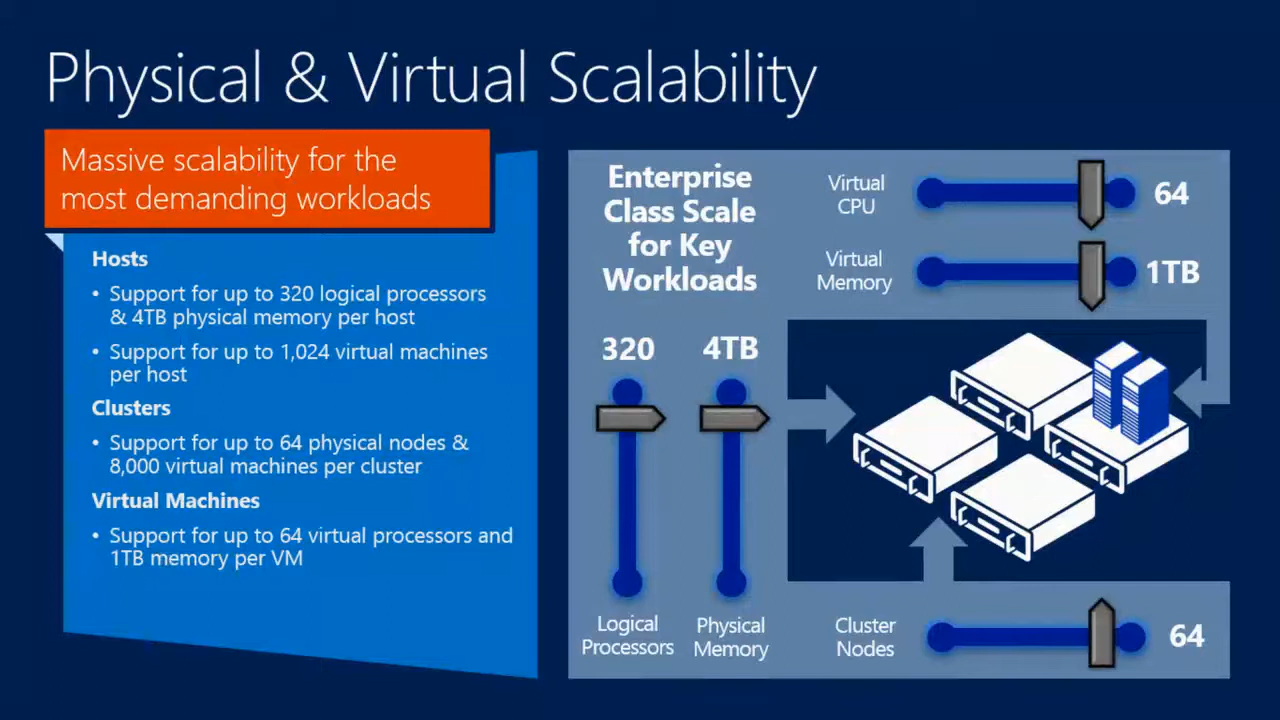 Physical & Virtual Scalability
Massive scalability for the
most demanding workloads
Hosts
• Support for up to 320 logical processors
& 4TB physical memory per host
• Support for up to 1,024 virtual machines
per host
Clusters
• Support for up to 64 physical nodes &
8,000 virtual machines per cluster
Virtual Machines
• Support for up to 64 virtual processors and
1TB memory per VM
Enterprise
Class Scale
for Key
Workloads
Virtual
CPU
64
Virtual
Memory
1TB
320
4TB
Logical
Processors
Physical
Memory
Cluster
Nodes
64